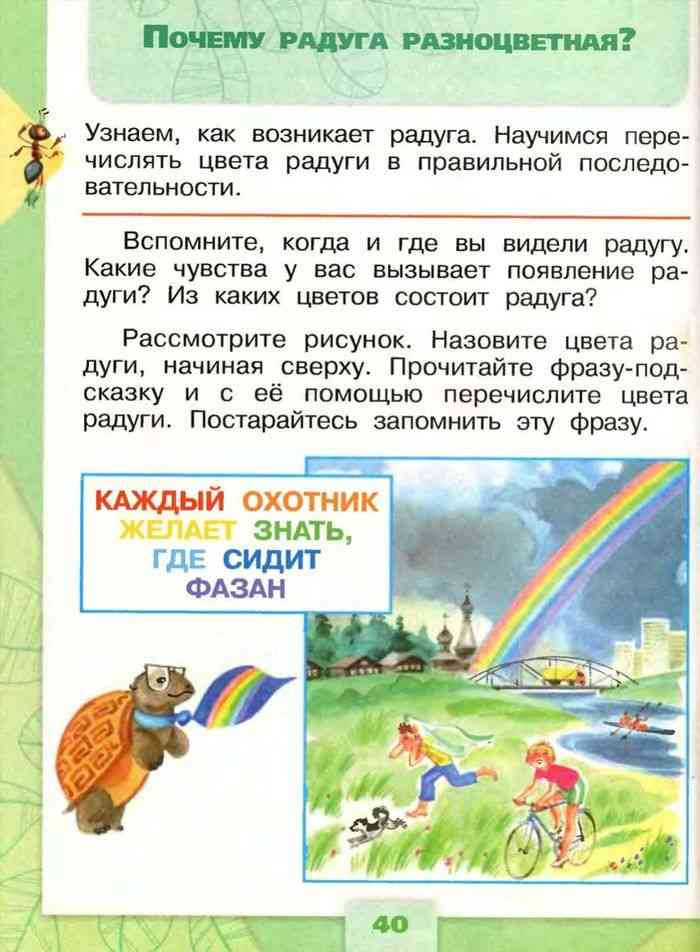 Почему радуга разноцветная?
Узнаем, как возникает радуга. Научимся пере-
числять цвета радуги в правильной последо-
вательности.
Вспомните, когда и где вы видели радугу.
Какие чувства у вас вызывает появление ра-
дуги? Из каких цветов состоит радуга?
Рассмотрите рисунок. Назовите цвета ра-
дуги, начиная сверху. Прочитайте фразу-под-
сказку и с её помощью перечислите цвета
радуги. Постарайтесь запомнить эту фразу.
КАЖДЫЙ ОХОТНИК
ЖЕЛАЕТ ЗНАТЬ,
ГДЕ СИДИТ
ФАЗАН
40